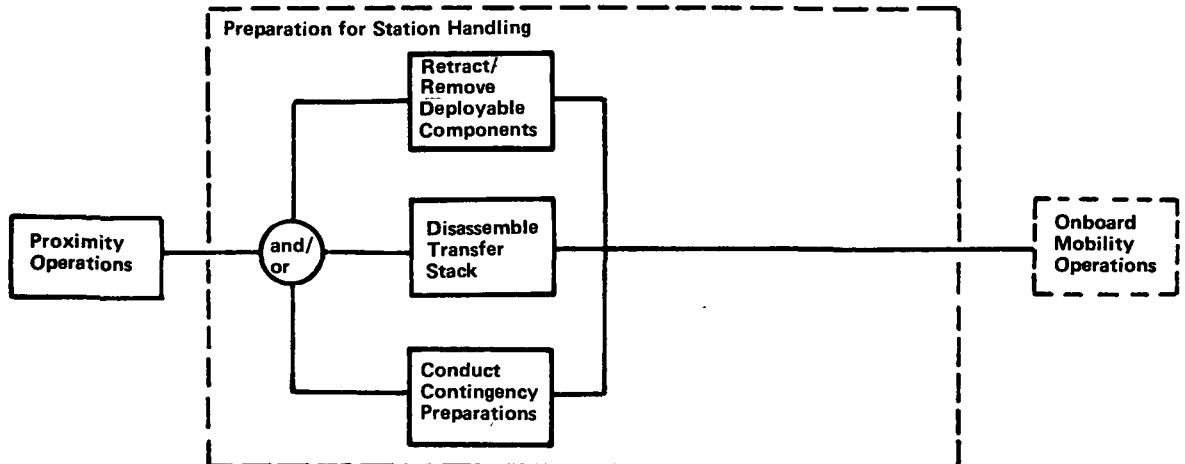 Preparation for Station Handling
Retract/
Remove
Deployable
Components
Proximity
Operations
and/
or
Disassemble
Transfer
Stack
Onboard
Mobility
Operations
Conduct
Contingency
Preparations